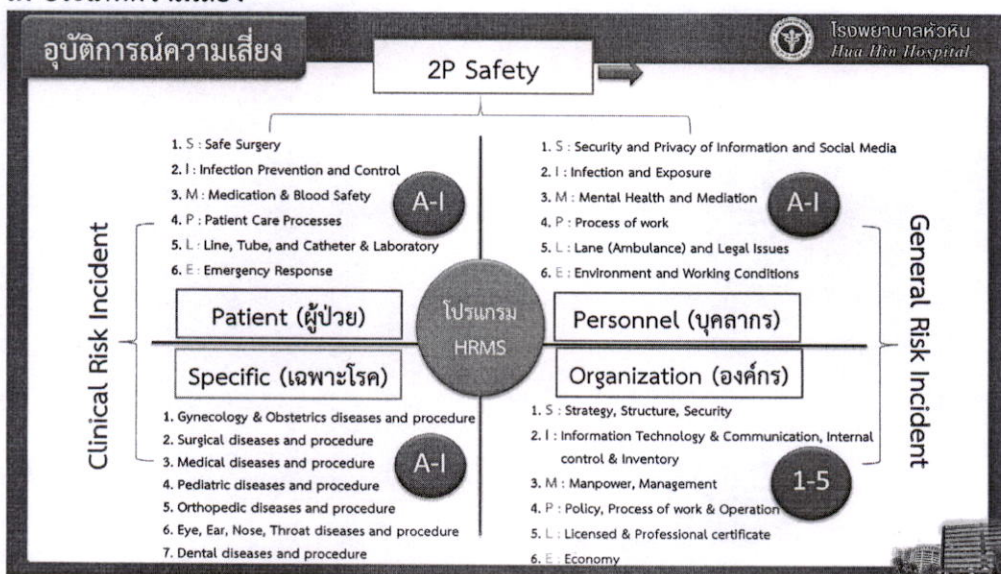 อุบัติการณ์ความเสี่ยง
โรงพยาบาลหัวหิน
Hua Hin Hospital
2P Safety
1. S : Safe Surgery
2. I : Infection Prevention and Control
3. M : Medication & Blood Safety
4. P : Patient Care Processes
5. L : Line, Tube, and Catheter & Laboratory
6. E : Emergency Response
A-I
Patient (ผู้ป่วย)
1. S : Security and Privacy of Information and Social Media
2. I : Infection and Exposure
3. M : Mental Health and Mediation
4. P : Process of work
5. L : Lane (Ambulance) and Legal Issues
6. E : Environment and Working Conditions
A-I
Personnel (บุคลากร)
Clinical Risk Incident
โปรแกรม
HRMS
General Risk Incident
Specific (เฉพาะโรค)
1. Gynecology & Obstetrics diseases and procedure
2. Surgical diseases and procedure
3. Medical diseases and procedure
4. Pediatric diseases and procedure
5. Orthopedic diseases and procedure
6. Eye, Ear, Nose, Throat diseases and procedure
7. Dental diseases and procedure
A-I
Organization (องค์กร)
1. S : Strategy, Structure, Security
2. I : Information Technology & Communication, Internal
control & Inventory
3. M : Manpower, Management
4. P : Policy, Process of work & Operation
5. L : Licensed & Professional certificate
6. E : Economy
1-5